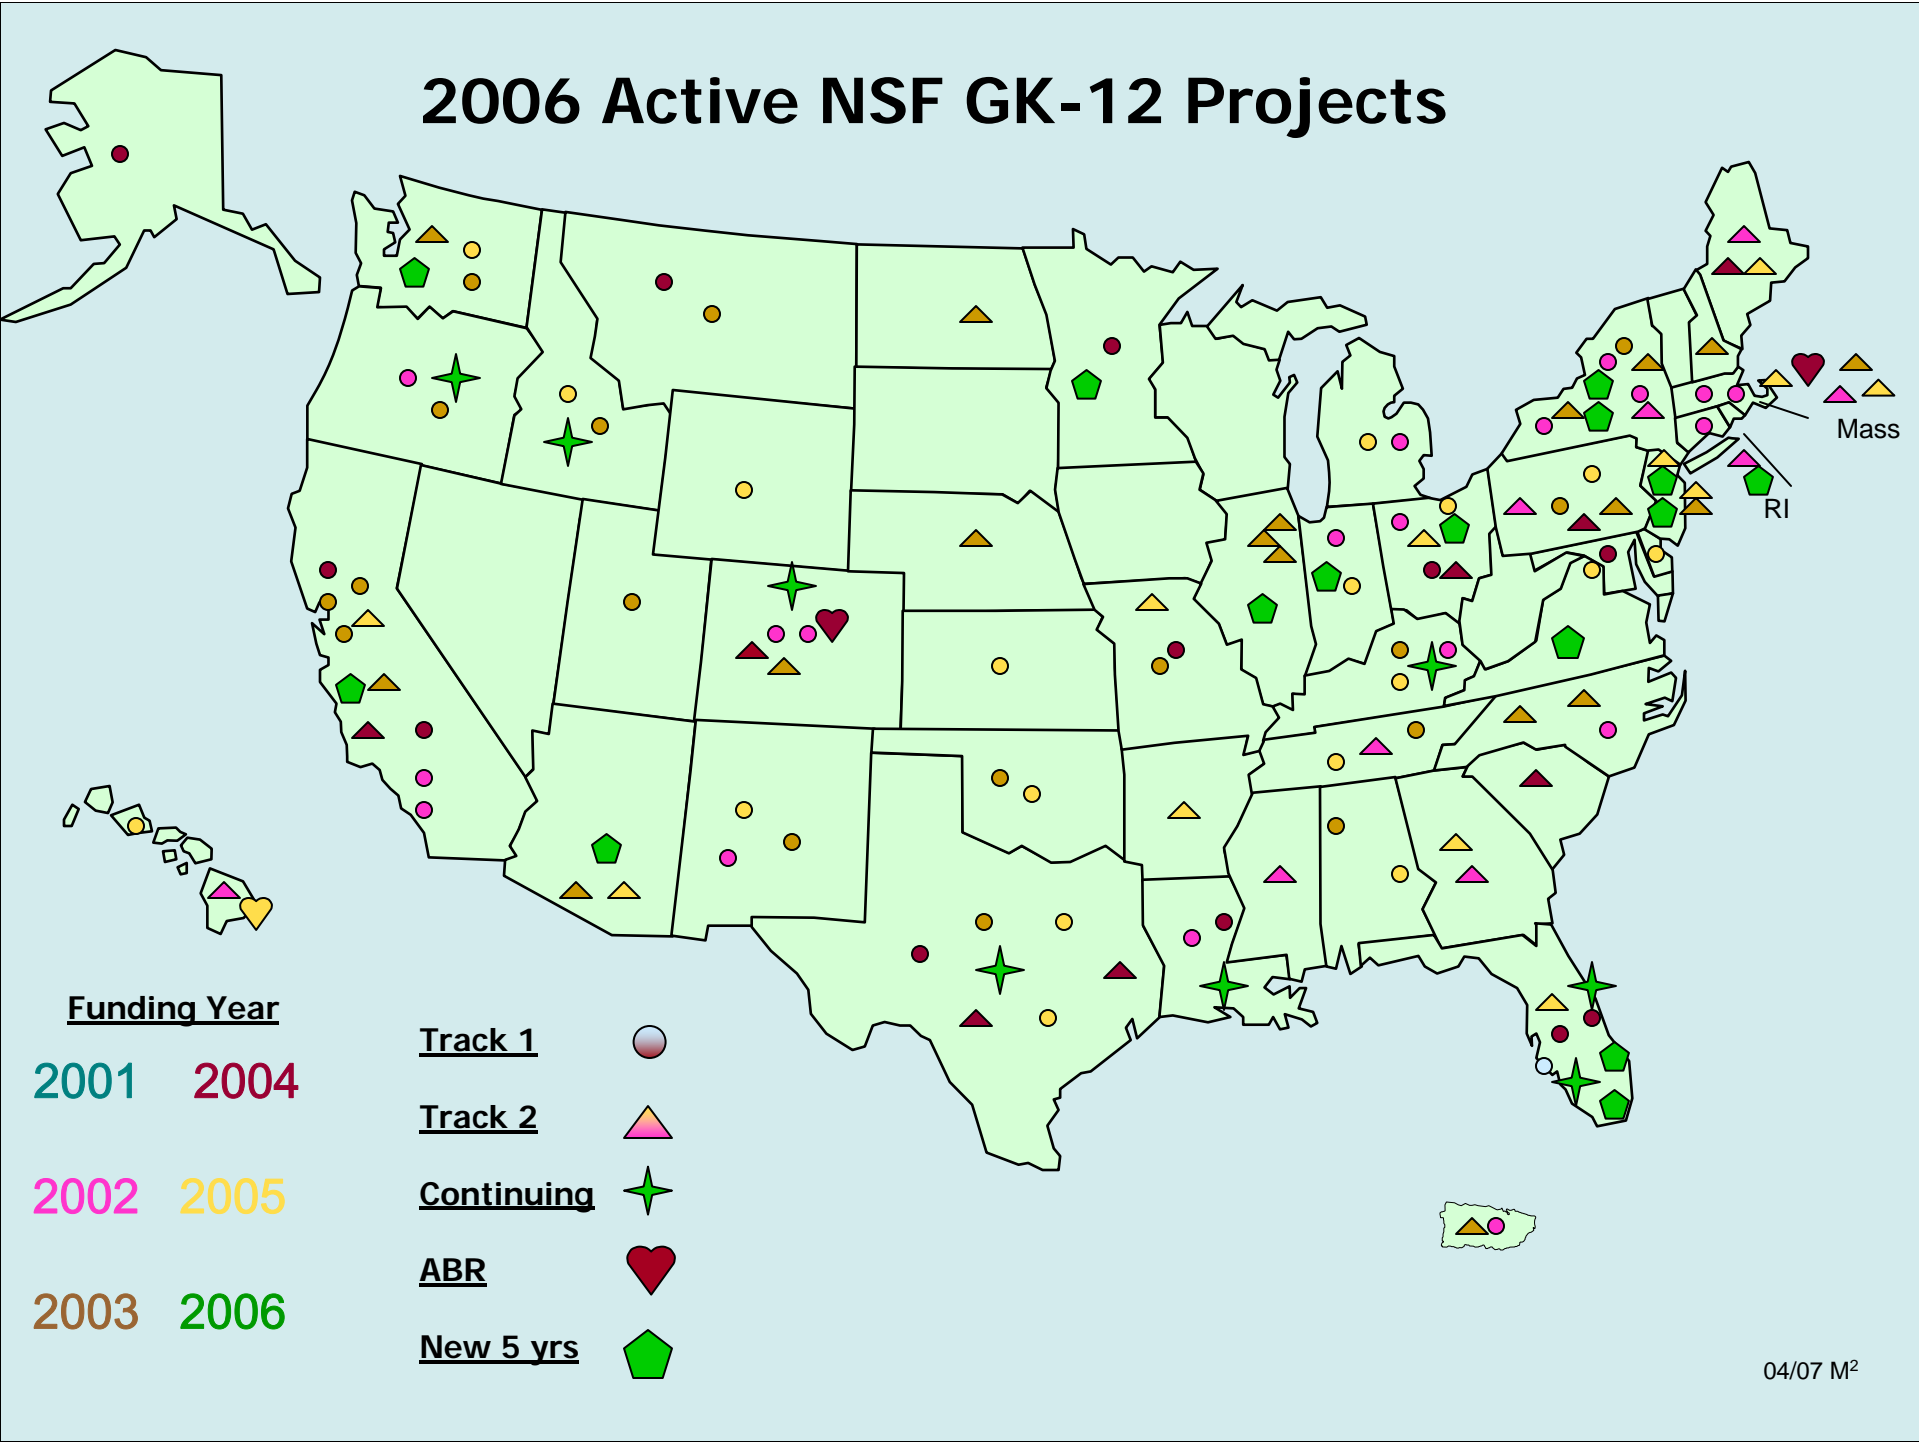 2006 Active NSF GK-12 Projects
Mass
RI
Funding Year
2001 2004
2002 2005
2003 2006
Track 1
Track 2
Continuing
ABR
New 5 yrs
04/07 M²